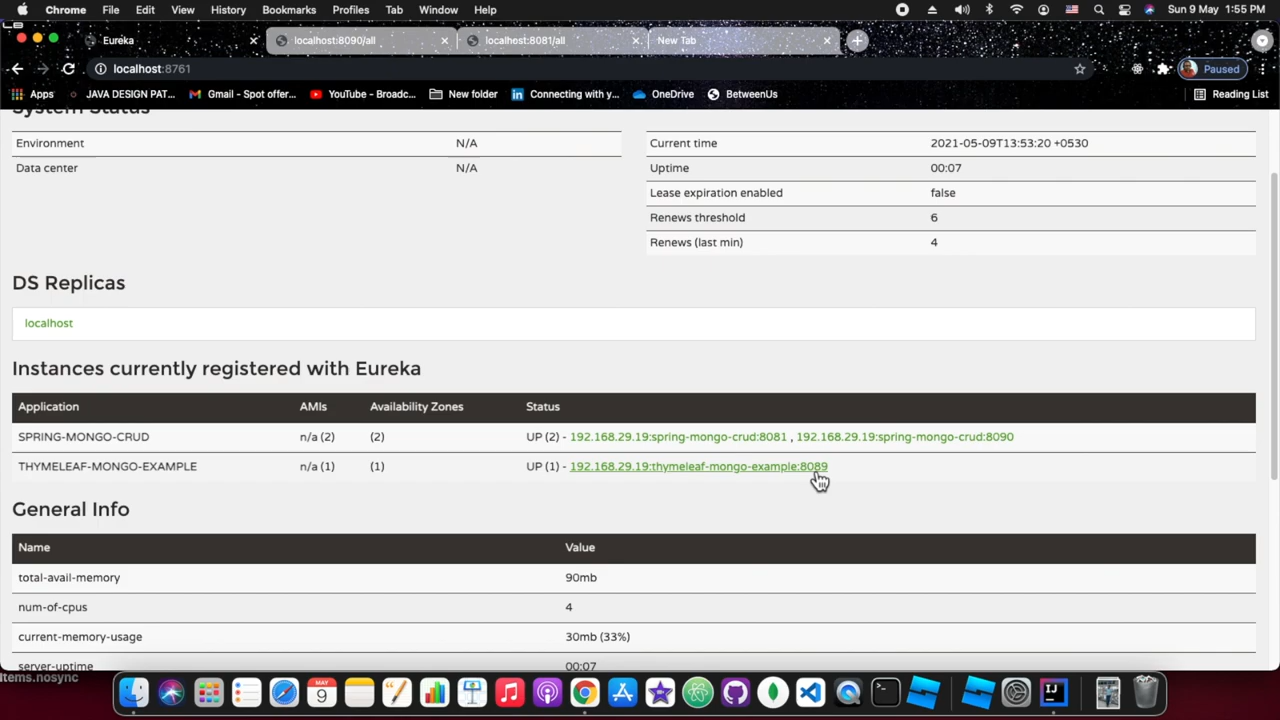 Chrome File Edit View History Bookmarks Profiles Tab Window Help Sun 9 May 1:55 PM
Eureka localhost:8090/all localhost:8081/all New Tab
localhost:8761 Paused
Apps JAVA DESIGN PAT... Gmail - Spot offer... YouTube - Broadc... New folder Connecting with y... OneDrive BetweenUs Reading List
System Status
Environment N/A Current time 2021-05-09T13:53:20 +0530
Data center N/A Uptime 00:07
Lease expiration enabled false
Renews threshold 6
Renews (last min) 4
DS Replicas
localhost
Instances currently registered with Eureka
Application AMIs Availability Zones Status
SPRING-MONGO-CRUD n/a (2) (2) UP (2) - 192.168.29.19:spring-mongo-crud:8081 , 192.168.29.19:spring-mongo-crud:8090
THYMELEAF-MONGO-EXAMPLE n/a (1) (1) UP (1) - 192.168.29.19:thymeleaf-mongo-example:8089
General Info
Name Value
total-avail-memory 90mb
num-of-cpus 4
current-memory-usage 30mb (33%)
server-uptime 00:07
items.nosync
MAY
9